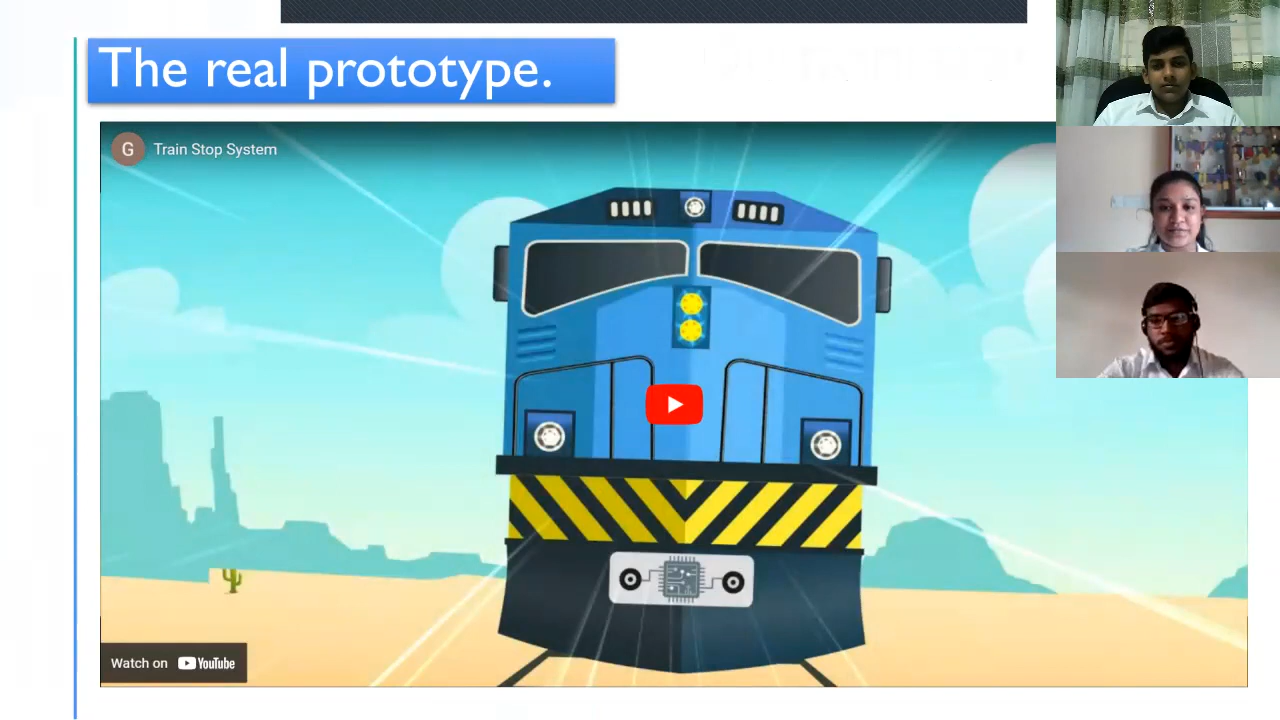 The real prototype.
G Train Stop System
Watch on YouTube